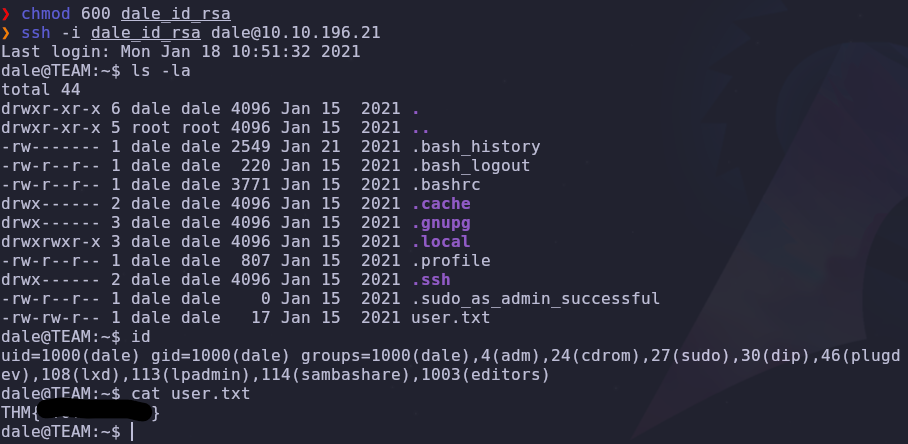 ❯ chmod 600 dale_id_rsa
❯ ssh -i dale_id_rsa dale@10.10.196.21
Last login: Mon Jan 18 10:51:32 2021
dale@TEAM:~$ ls -la
total 44
drwxr-xr-x 6 dale dale 4096 Jan 15  2021 .
drwxr-xr-x 5 root root 4096 Jan 15  2021 ..
-rw------- 1 dale dale 2549 Jan 21  2021 .bash_history
-rw-r--r-- 1 dale dale  220 Jan 15  2021 .bash_logout
-rw-r--r-- 1 dale dale 3771 Jan 15  2021 .bashrc
drwx------ 2 dale dale 4096 Jan 15  2021 .cache
drwx------ 3 dale dale 4096 Jan 15  2021 .gnupg
drwxrwxr-x 3 dale dale 4096 Jan 15  2021 .local
-rw-r--r-- 1 dale dale  807 Jan 15  2021 .profile
drwx------ 2 dale dale 4096 Jan 15  2021 .ssh
-rw-r--r-- 1 dale dale    0 Jan 15  2021 .sudo_as_admin_successful
-rw-rw-r-- 1 dale dale   17 Jan 15  2021 user.txt
dale@TEAM:~$ id
uid=1000(dale) gid=1000(dale) groups=1000(dale),4(adm),24(cdrom),27(sudo),30(dip),46(plugd
ev),108(lxd),113(lpadmin),114(sambashare),1003(editors)
dale@TEAM:~$ cat user.txt
THM{ }
dale@TEAM:~$